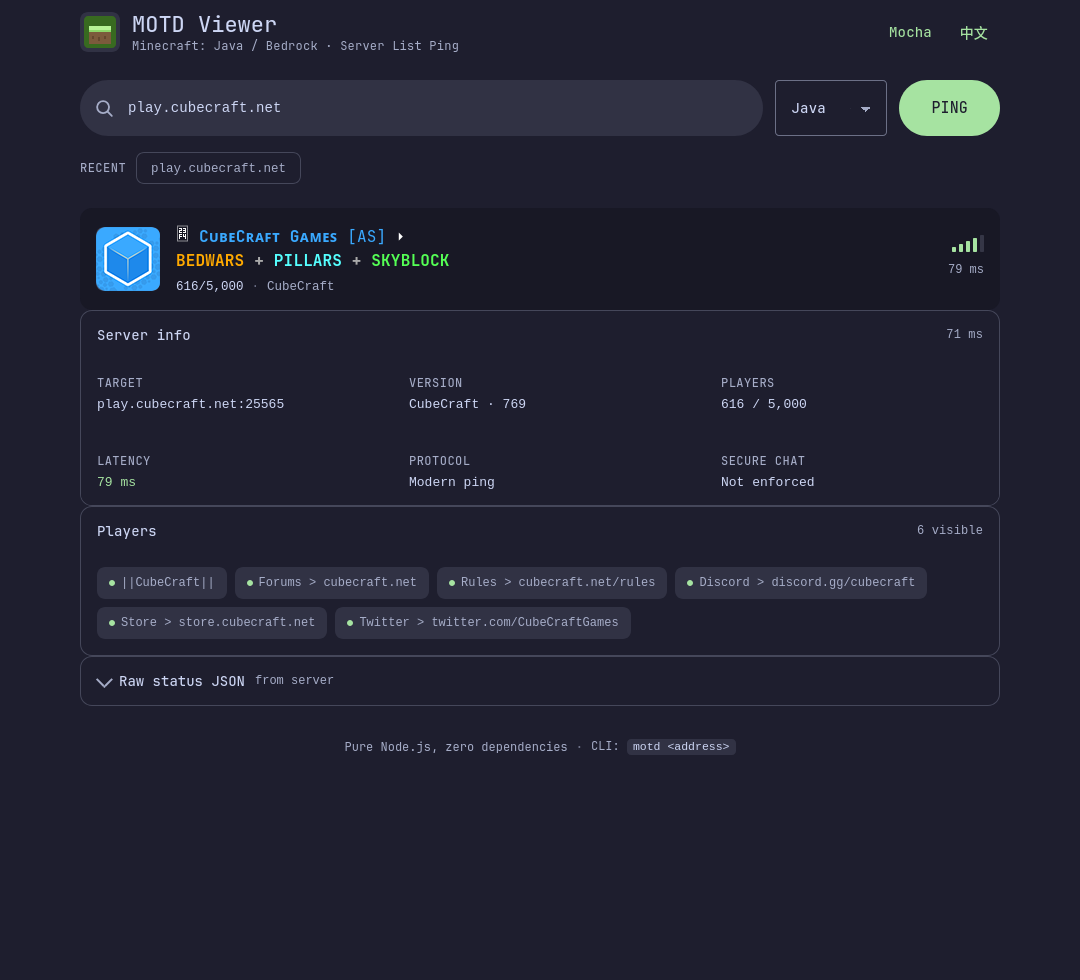 MOTD Viewer
Minecraft: Java / Bedrock · Server List Ping
Mocha 中文
play.cubecraft.net Java PING
RECENT play.cubecraft.net
CᴜʙᴇCʀᴀꜰᴛ Gᴀᴍᴇꜱ [AS]
BEDWARS + PILLARS + SKYBLOCK
616/5,000 · CubeCraft
79 ms
Server info 71 ms
TARGET VERSION PLAYERS
play.cubecraft.net:25565 CubeCraft · 769 616 / 5,000
LATENCY PROTOCOL SECURE CHAT
79 ms Modern ping Not enforced
Players 6 visible
||CubeCraft|| Forums > cubecraft.net Rules > cubecraft.net/rules Discord > discord.gg/cubecraft
Store > store.cubecraft.net Twitter > twitter.com/CubeCraftGames
Raw status JSON from server
Pure Node.js, zero dependencies · CLI: motd <address>